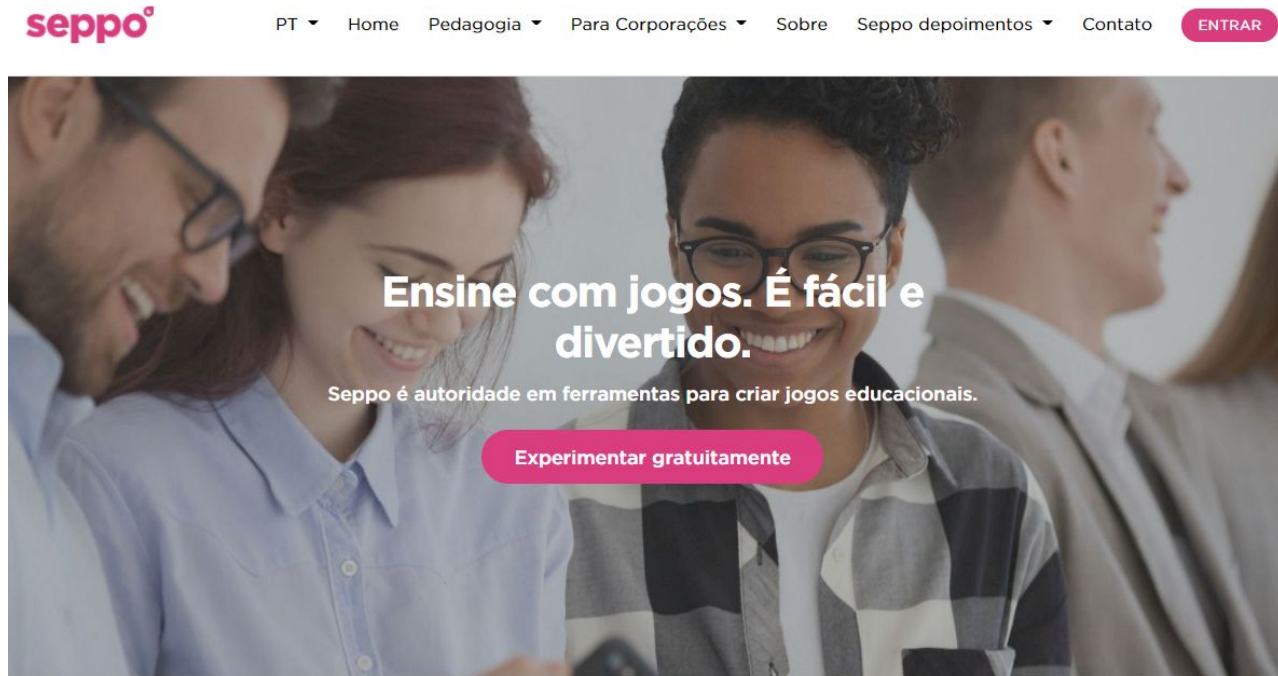 seppo
PT Home Pedagogia Para Corporações Sobre Seppo depoimentos Contato ENTRAR
Ensine com jogos. É fácil e
divertido.
Seppo é autoridade em ferramentas para criar jogos educacionais.
Experimentar gratuitamente